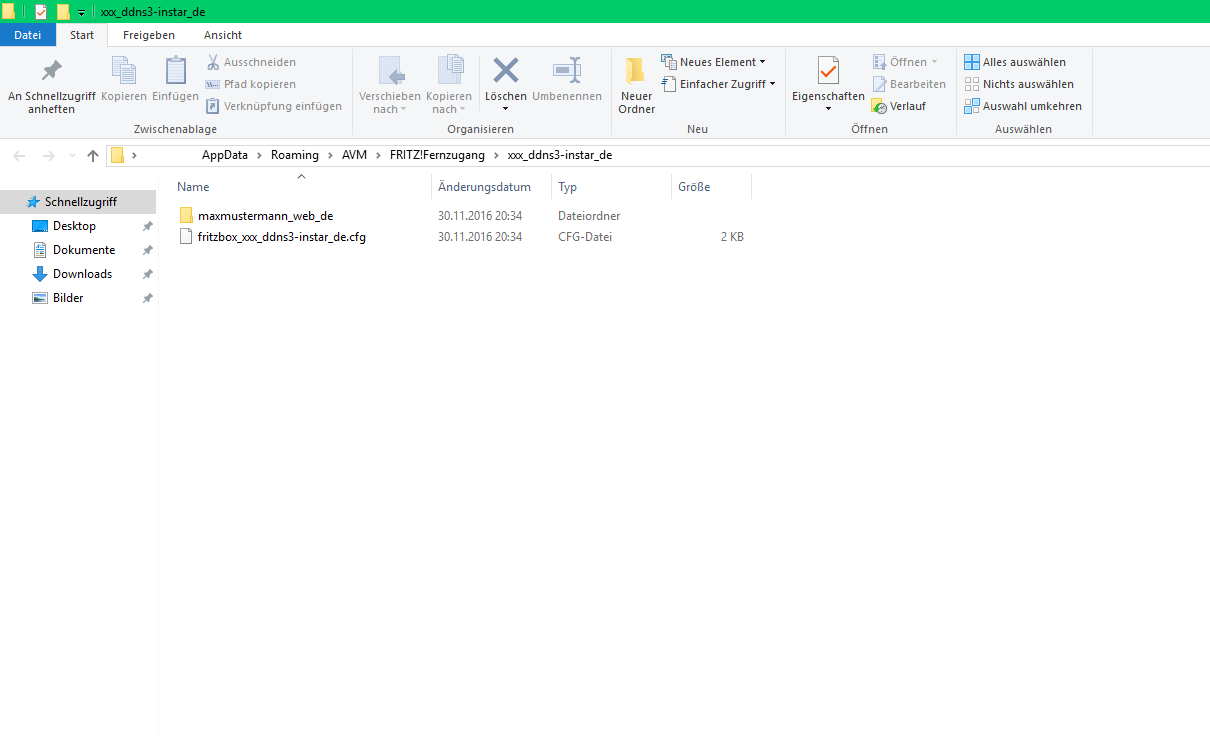 xxx_ddns3-instar_de
Datei Start Freigeben Ansicht
An Schnellzugriff anheften
Kopieren
Einfügen
Ausschneiden
Pfad kopieren
Verknüpfung einfügen
Zwischenablage
Verschieben nach
Kopieren nach
Löschen
Umbenennen
Organisieren
Neuer Ordner
Neues Element
Einfacher Zugriff
Neu
Eigenschaften
Öffnen
Bearbeiten
Verlauf
Öffnen
Alles auswählen
Nichts auswählen
Auswahl umkehren
Auswählen
AppData > Roaming > AVM > FRITZ!Fernzugang > xxx_ddns3-instar_de
Schnellzugriff
Desktop
Dokumente
Downloads
Bilder
Name Änderungsdatum Typ Größe
maxmustermann_web_de 30.11.2016 20:34 Dateiordner
fritzbox_xxx_ddns3-instar_de.cfg 30.11.2016 20:34 CFG-Datei 2 KB